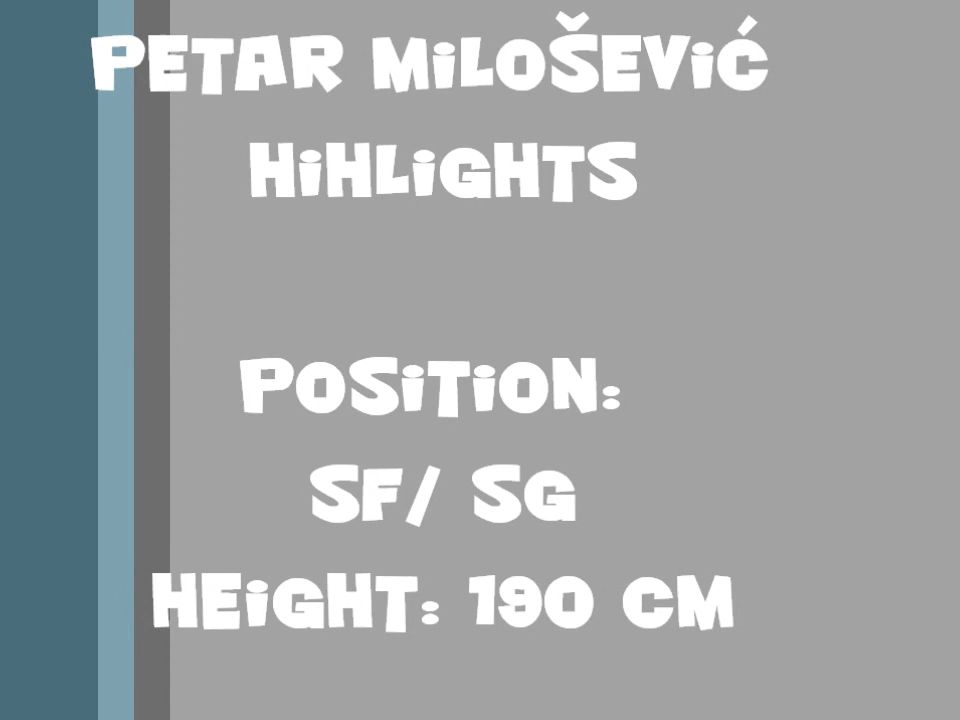 PETAR MiLOŠEViĆ
HiHLiGHTS
POSiTiON:
SF/ SG
HEiGHT: 190 CM